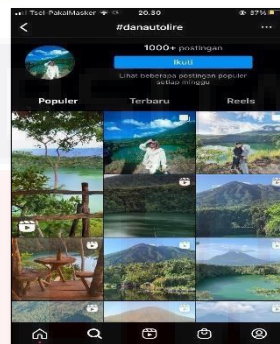 Tsel-PakaiMasker 20.30 37%
#danautolire
1000+ postingan
Ikuti
Lihat beberapa postingan populer
setiap minggu
Populer Terbaru Reels